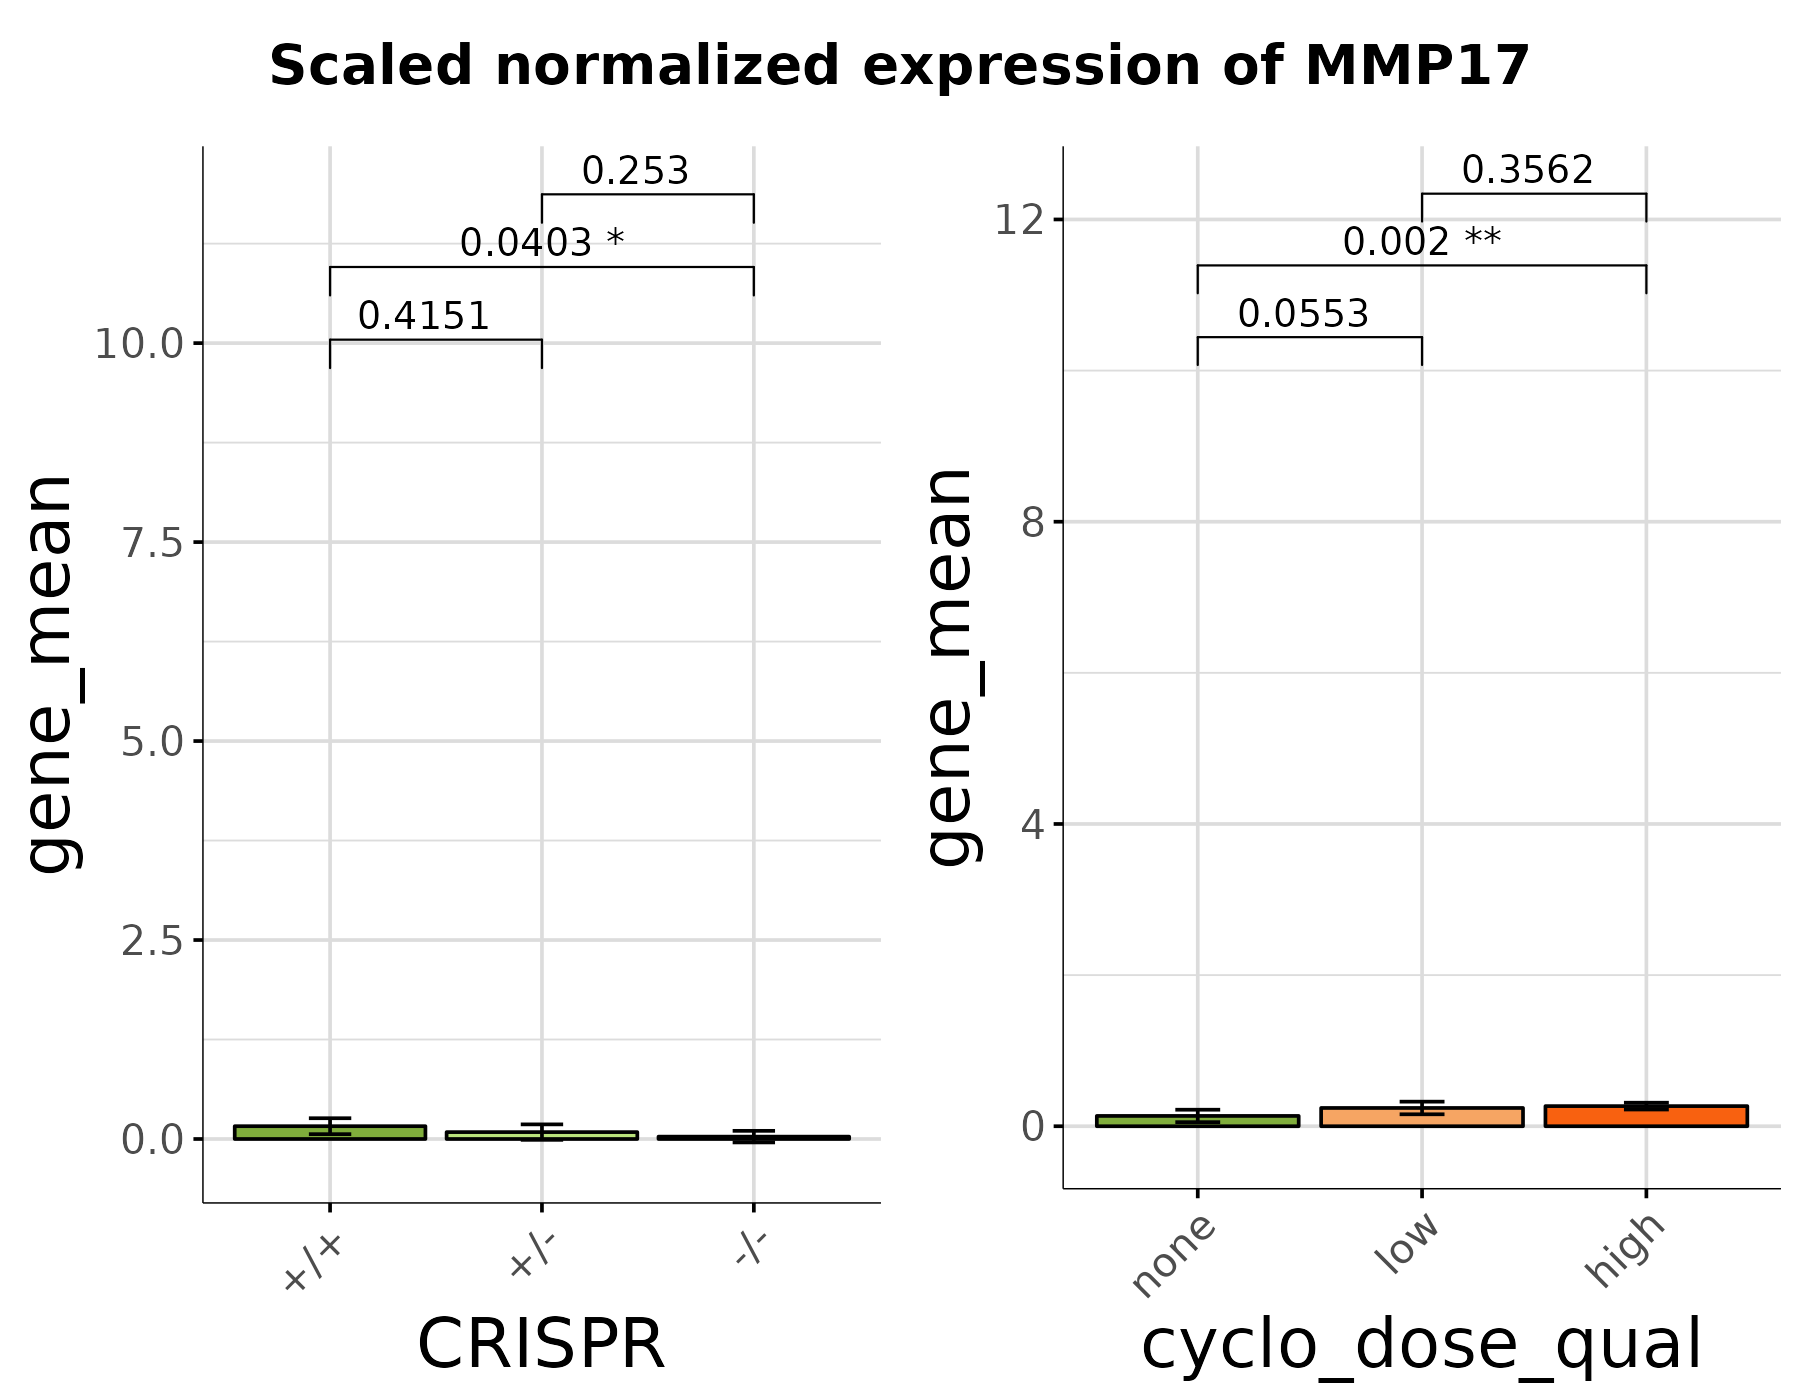 Scaled normalized expression of MMP17
gene_mean
10.0
7.5
5.0
2.5
0.0
0.253
0.0403 *
0.4151
+/+
+/-
-/-
CRISPR
gene_mean
12
8
4
0
0.3562
0.002 **
0.0553
none
low
high
cyclo_dose_qual